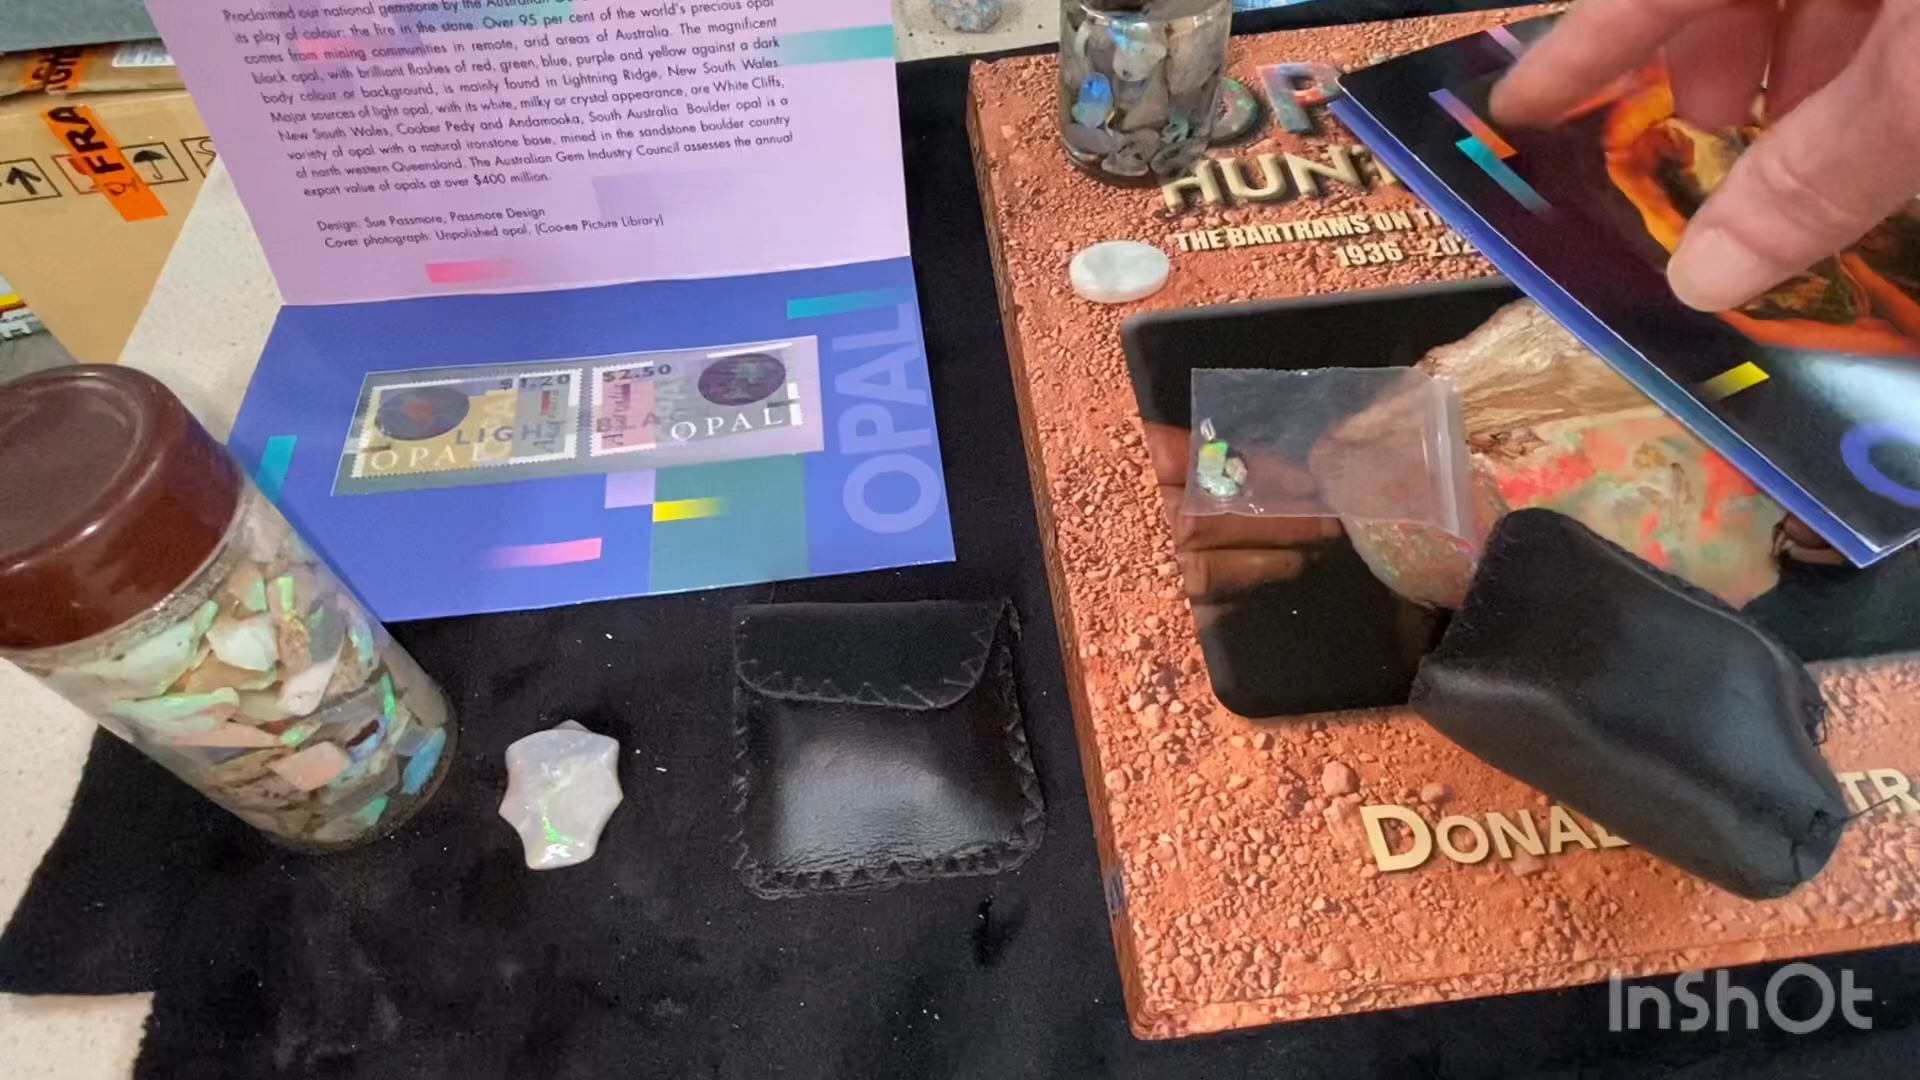 Proclaimed our national gemstone by the Australian
its play of colour: the fire in the stone. Over 95 per cent of the world's precious opal
comes from mining communities in remote, arid areas of Australia. The magnificent
black opal, with brilliant flashes of red, green, blue, purple and yellow against a dark
body colour or background, is mainly found in Lightning Ridge, New South Wales.
Major sources of light opal, with its white, milky or crystal appearance, are White Cliffs,
New South Wales, Coober Pedy and Andamooka, South Australia. Boulder opal is a
variety of opal with a natural ironstone base, mined in the sandstone boulder country
of north western Queensland. The Australian Gem Industry Council assesses the annual
export value of opals at over $400 million.
Design: Sue Passmore, Passmore Design
Cover photograph: Unpolished opal, (Coo-ee Picture Library)
$1.20
LIGH
Australia
OPAL
$2.50
Australia
BLA
OPAL
OPAL
FRA
HUNT
THE BARTRAMS ON T
1936 - 202
DONAL
TR
InShOt